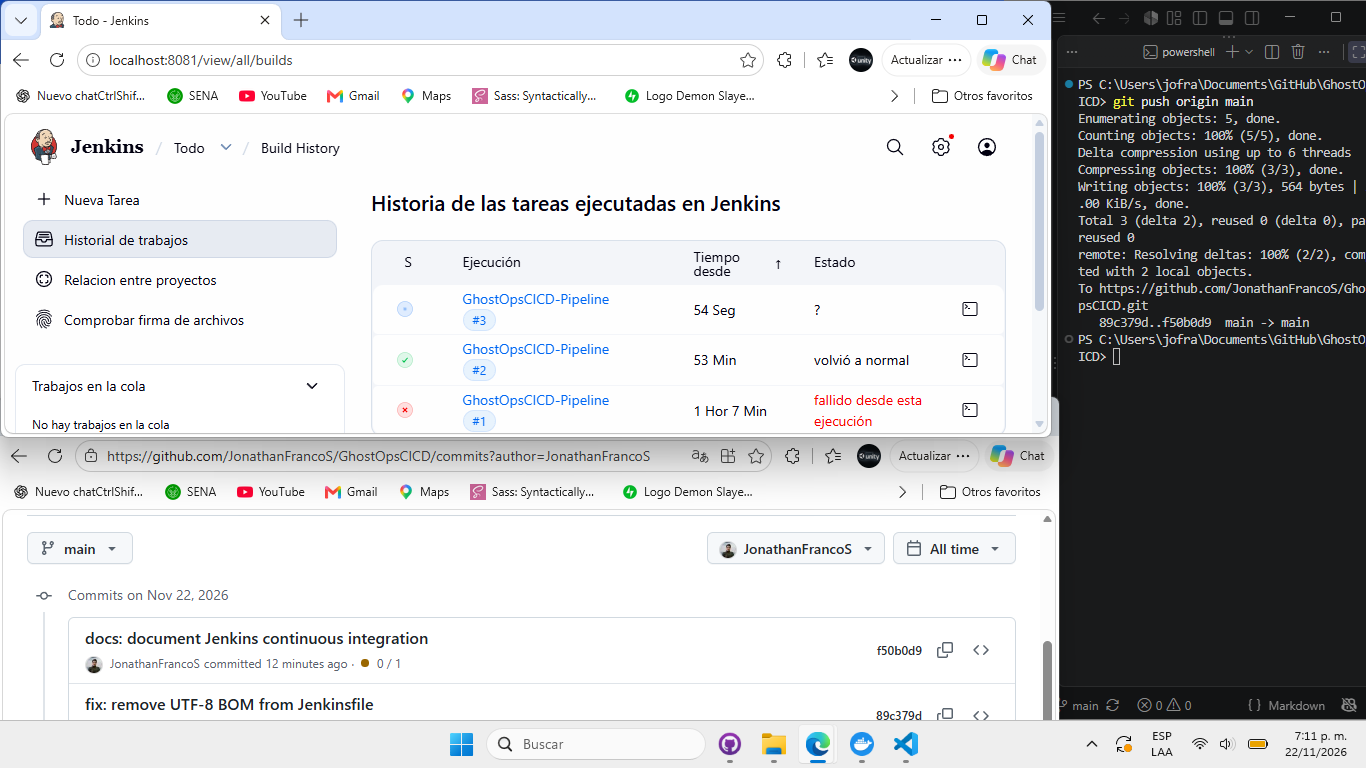 Todo - Jenkins
localhost:8081/view/all/builds
Actualizar
Chat
Nuevo chatCtrlShif...
SENA
YouTube
Gmail
Maps
Sass: Syntactically...
Logo Demon Slaye...
Otros favoritos
Jenkins / Todo / Build History
Nueva Tarea
Historial de trabajos
Relacion entre proyectos
Comprobar firma de archivos
Trabajos en la cola
No hay trabajos en la cola
Historia de las tareas ejecutadas en Jenkins
S Ejecución Tiempo desde ↑ Estado
GhostOpsCICD-Pipeline
#3
54 Seg
?
GhostOpsCICD-Pipeline
#2
53 Min
volvió a normal
GhostOpsCICD-Pipeline
#1
1 Hor 7 Min
fallido desde esta
ejecución
https://github.com/JonathanFrancoS/GhostOpsCICD/commits?author=JonathanFrancoS
Actualizar
Chat
Nuevo chatCtrlShif...
SENA
YouTube
Gmail
Maps
Sass: Syntactically...
Logo Demon Slaye...
Otros favoritos
main
JonathanFrancoS
All time
Commits on Nov 22, 2026
docs: document Jenkins continuous integration
JonathanFrancoS committed 12 minutes ago · 0 / 1
f50b0d9
fix: remove UTF-8 BOM from Jenkinsfile
89c379d
powershell
PS C:\Users\jofra\Documents\GitHub\GhostO
ICD> git push origin main
Enumerating objects: 5, done.
Counting objects: 100% (5/5), done.
Delta compression using up to 6 threads
Compressing objects: 100% (3/3), done.
Writing objects: 100% (3/3), 564 bytes |
.00 KiB/s, done.
Total 3 (delta 2), reused 0 (delta 0), pa
reused 0
remote: Resolving deltas: 100% (2/2), com
ted with 2 local objects.
To https://github.com/JonathanFrancoS/Gho
psCICD.git
89c379d..f50b0d9 main -> main
PS C:\Users\jofra\Documents\GitHub\GhostO
ICD>
main
0
0
{ } Markdown
Buscar
ESP
LAA
7:11 p. m.
22/11/2026